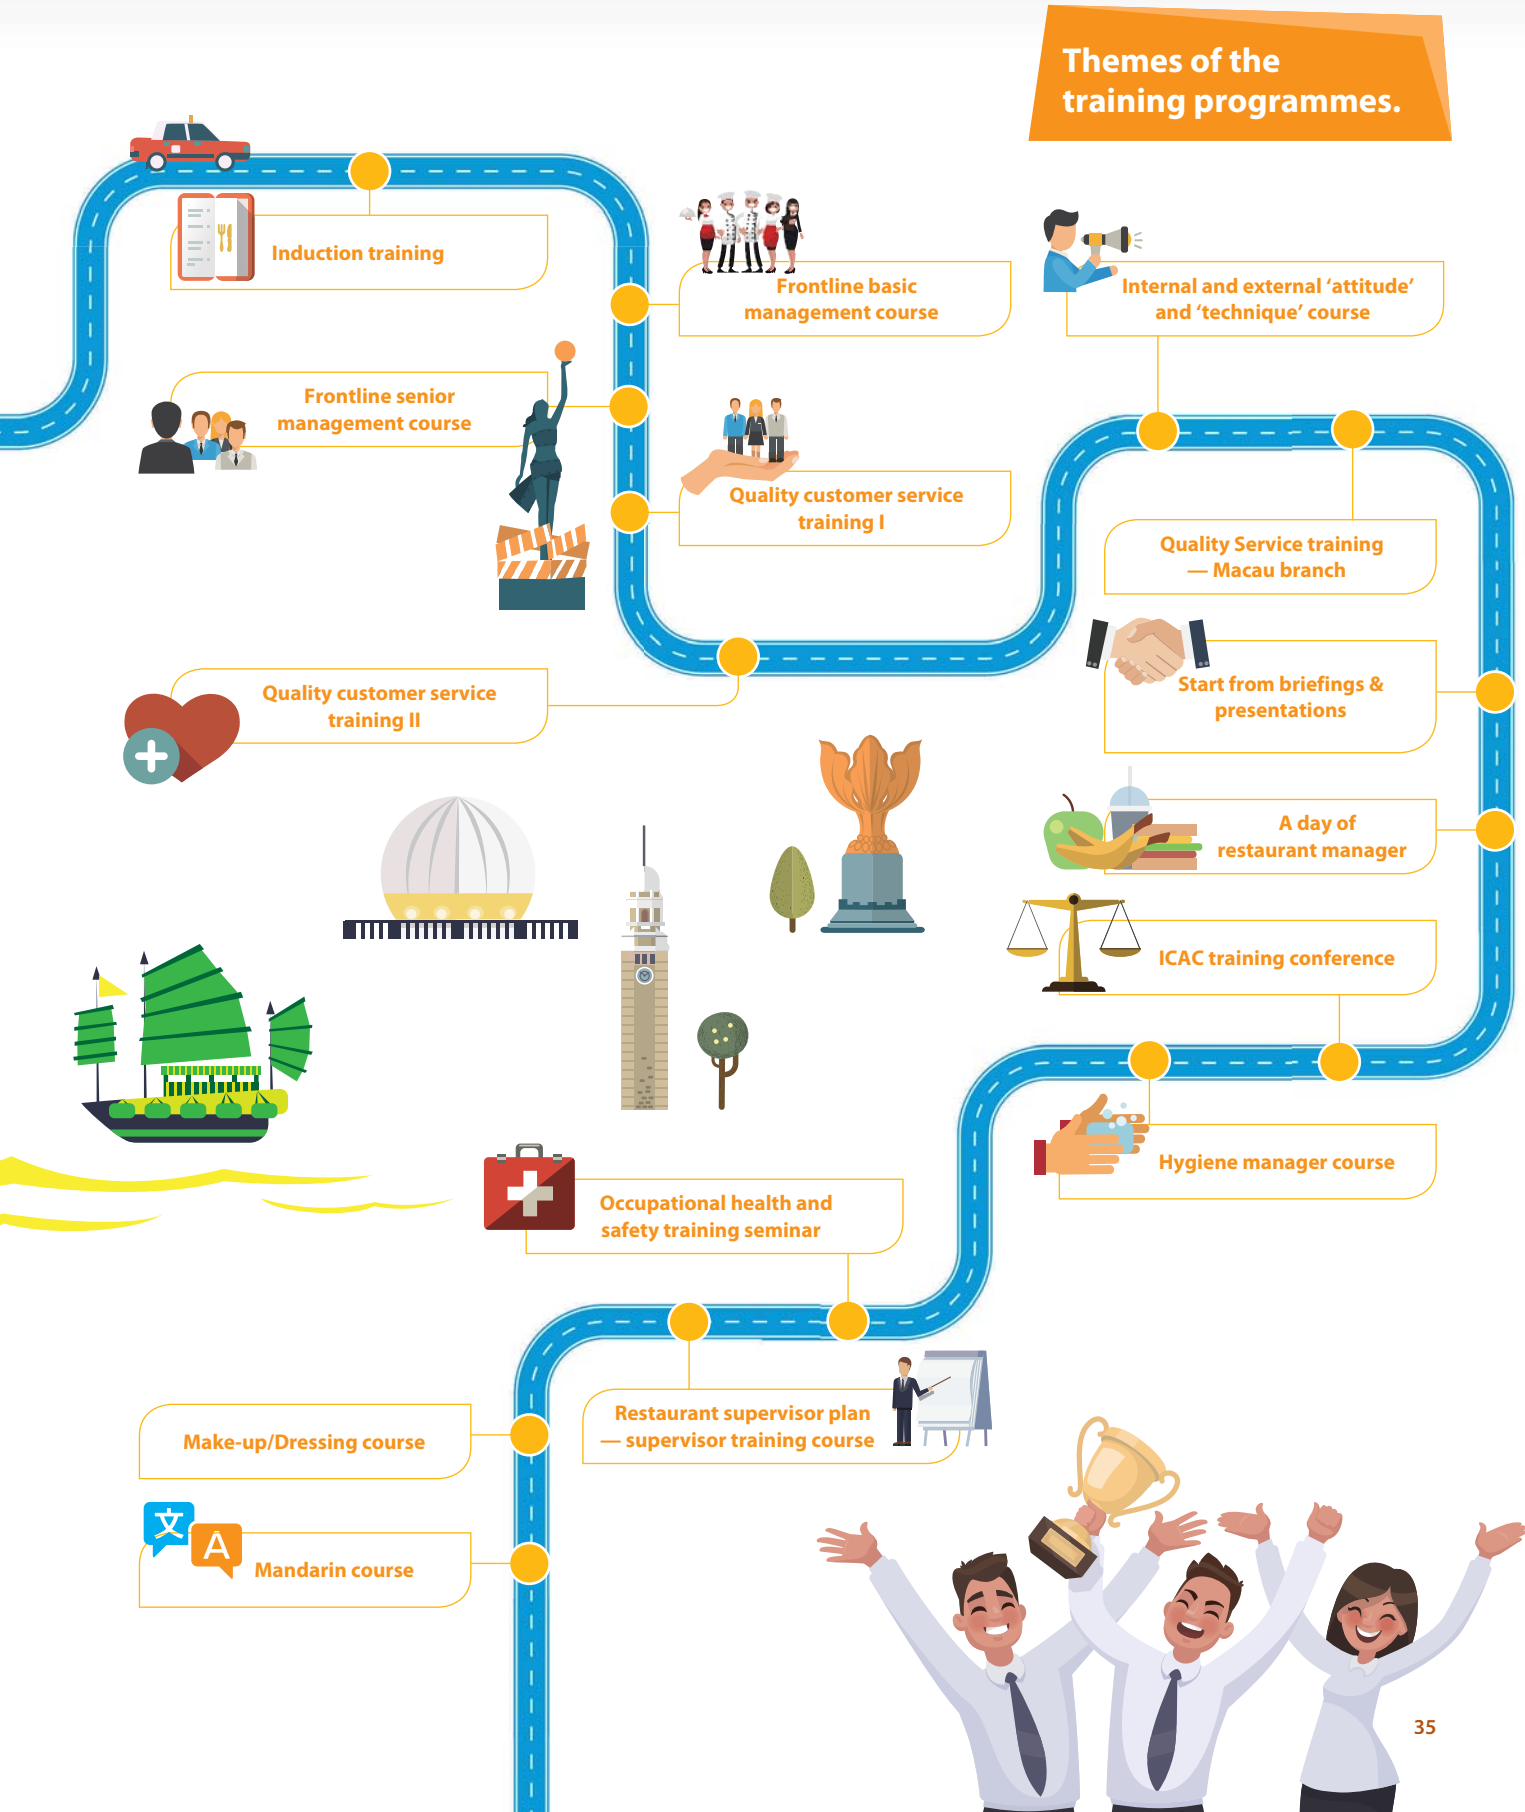 Themes of the
training programmes.
Induction training
Frontline basic
management course
Internal and external ‘attitude’
and ‘technique’ course
Frontline senior
management course
Quality customer service
training I
Quality Service training
— Macau branch
Start from briefings &
presentations
Quality customer service
training II
A day of
restaurant manager
ICAC training conference
Hygiene manager course
Occupational health and
safety training seminar
Restaurant supervisor plan
— supervisor training course
Make-up/Dressing course
文
A
Mandarin course
35